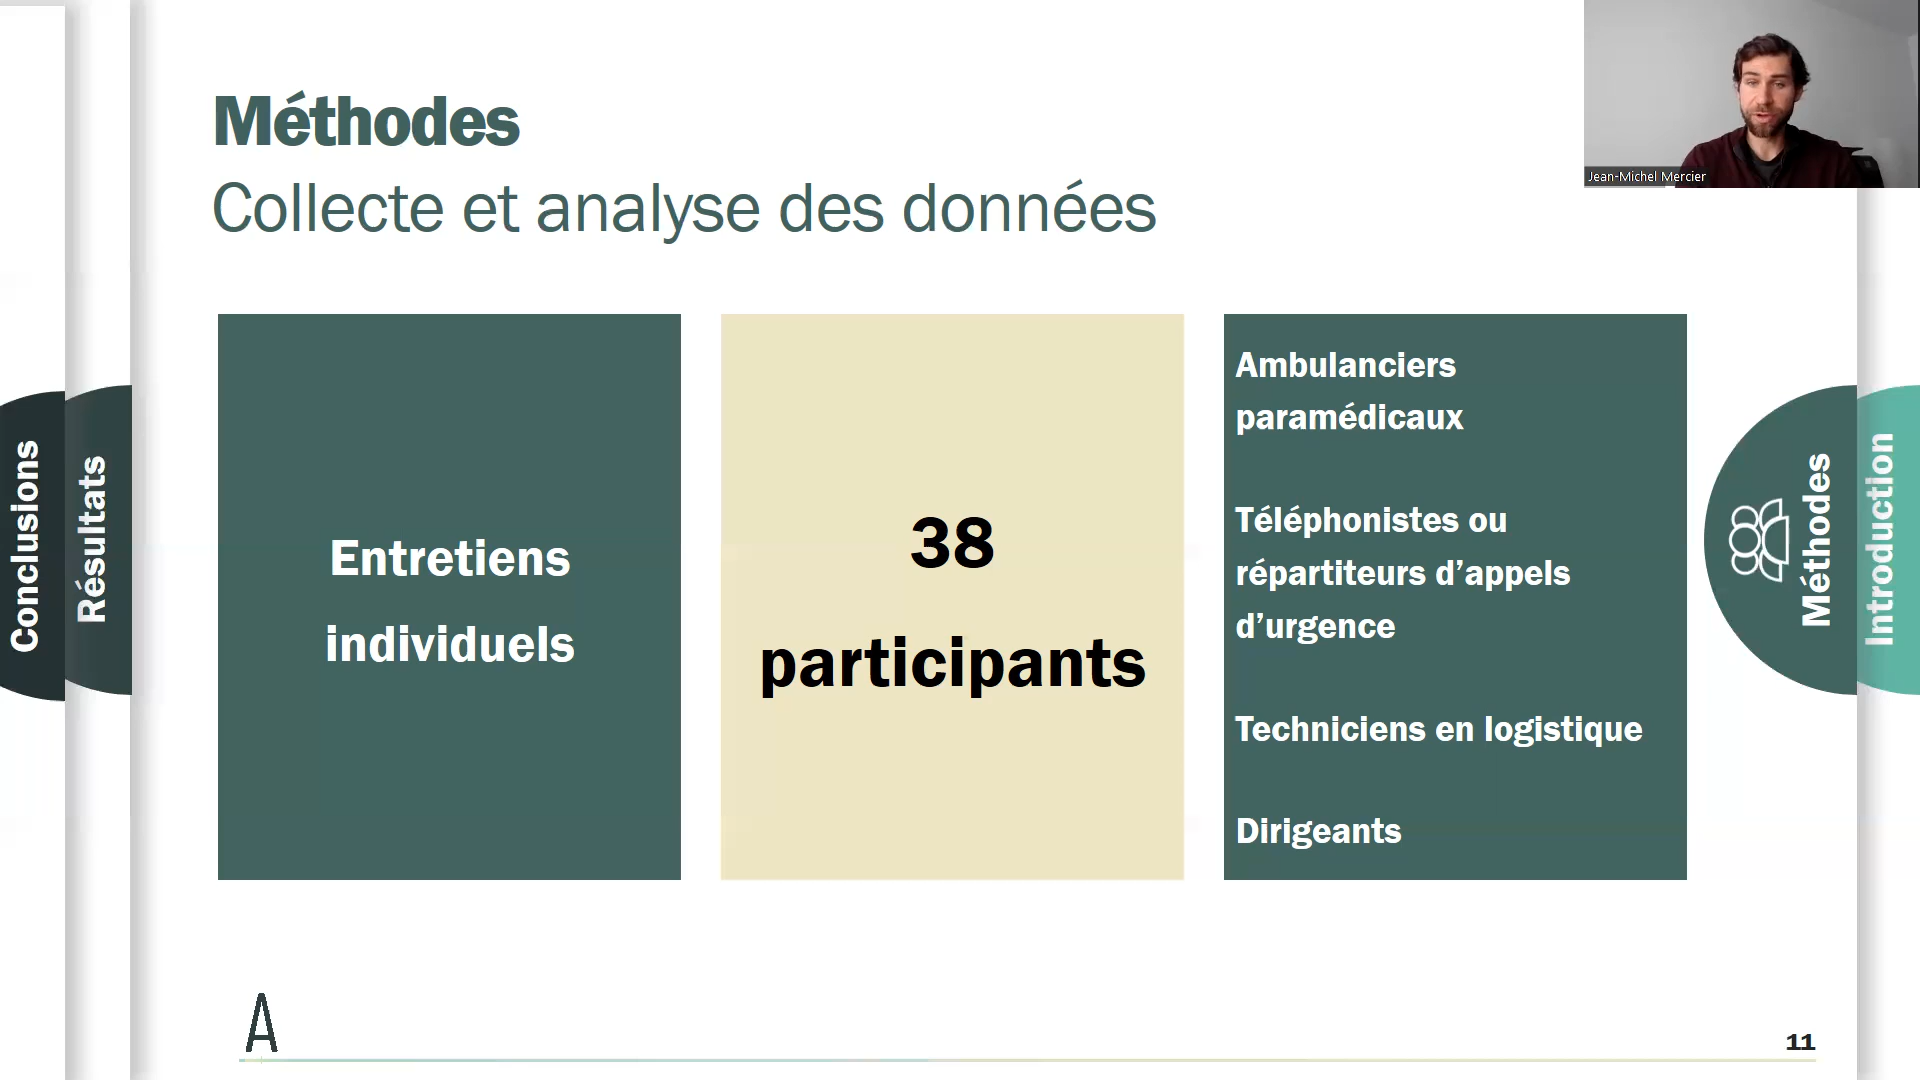 Méthodes
Collecte et analyse des données
Jean-Michel Mercier
Entretiens
individuels
38
participants
Ambulanciers
paramédicaux
Téléphonistes ou
répartiteurs d’appels
d’urgence
Techniciens en logistique
Dirigeants
Conclusions
Résultats
Méthodes
Introduction
A
11